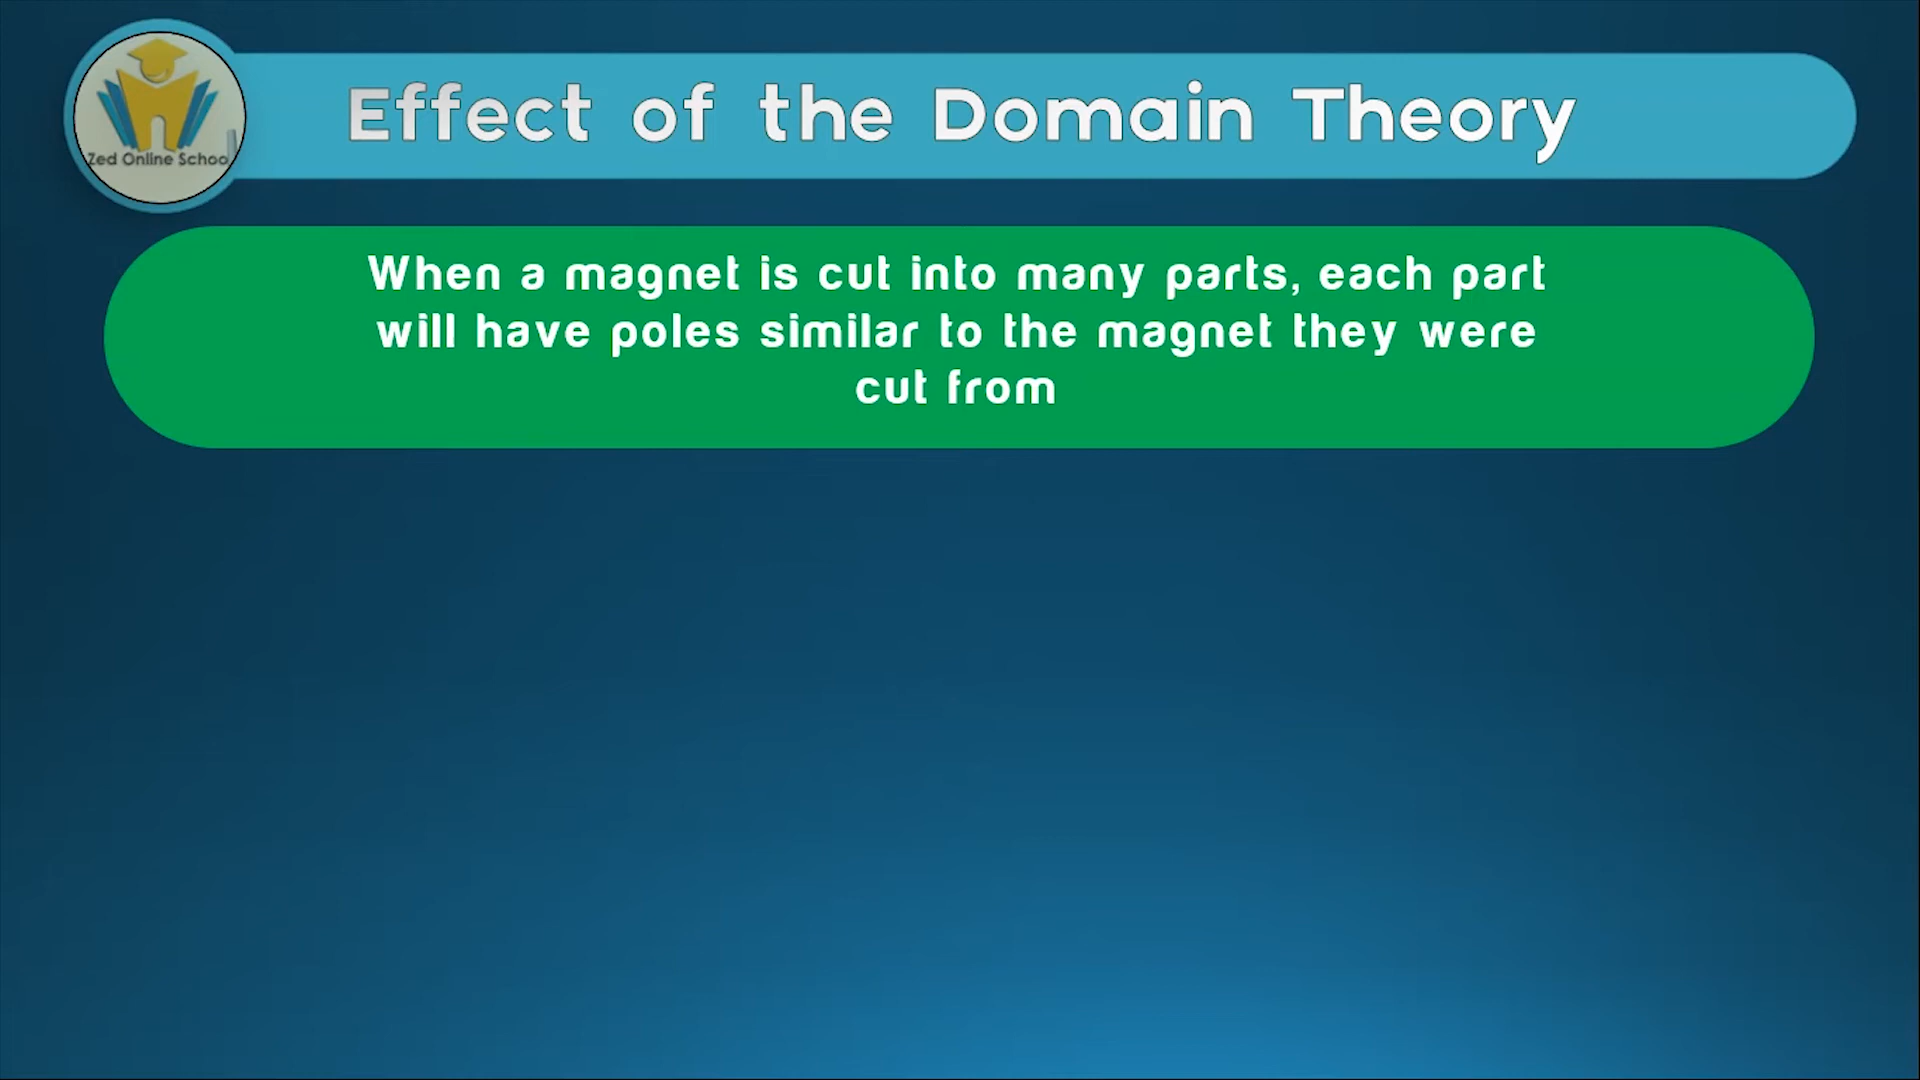 Effect of the Domain Theory
Zed Online School
When a magnet is cut into many parts, each part
will have poles similar to the magnet they were
cut from